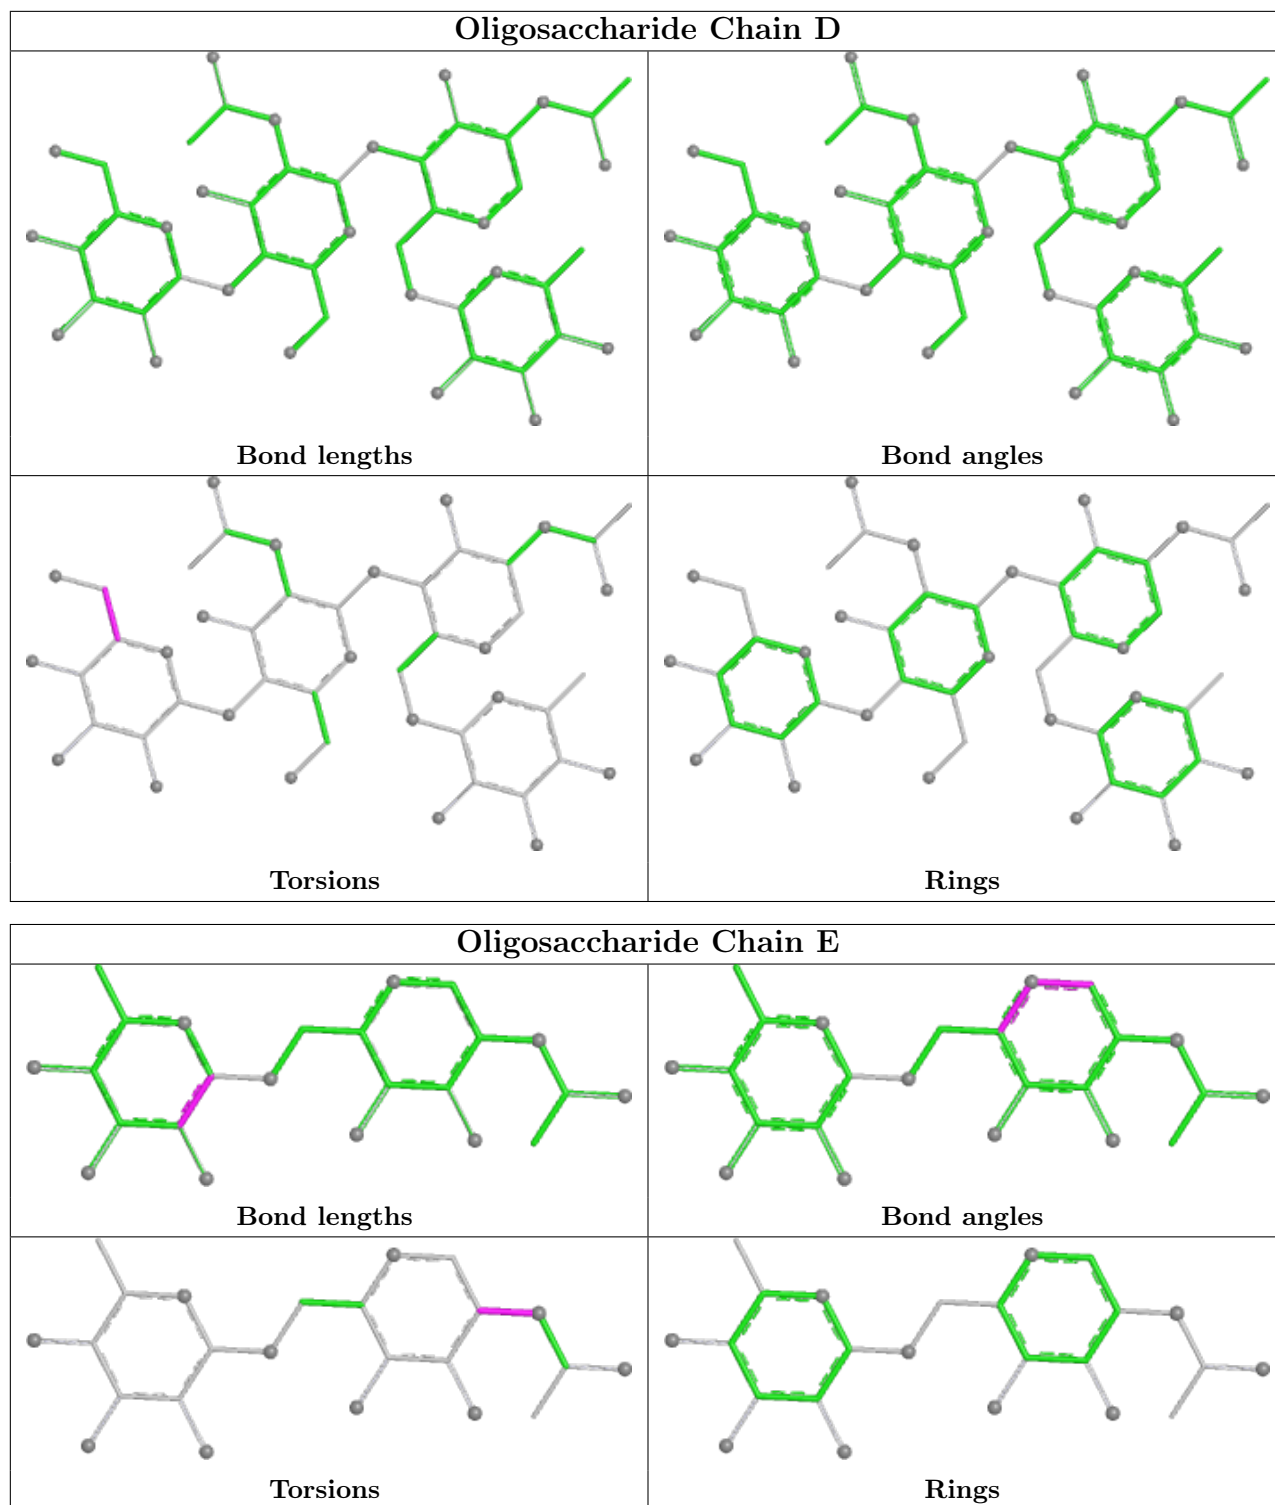 Oligosaccharide Chain D
Bond lengths
Bond angles
Torsions
Rings
Oligosaccharide Chain E
Bond lengths
Bond angles
Torsions
Rings